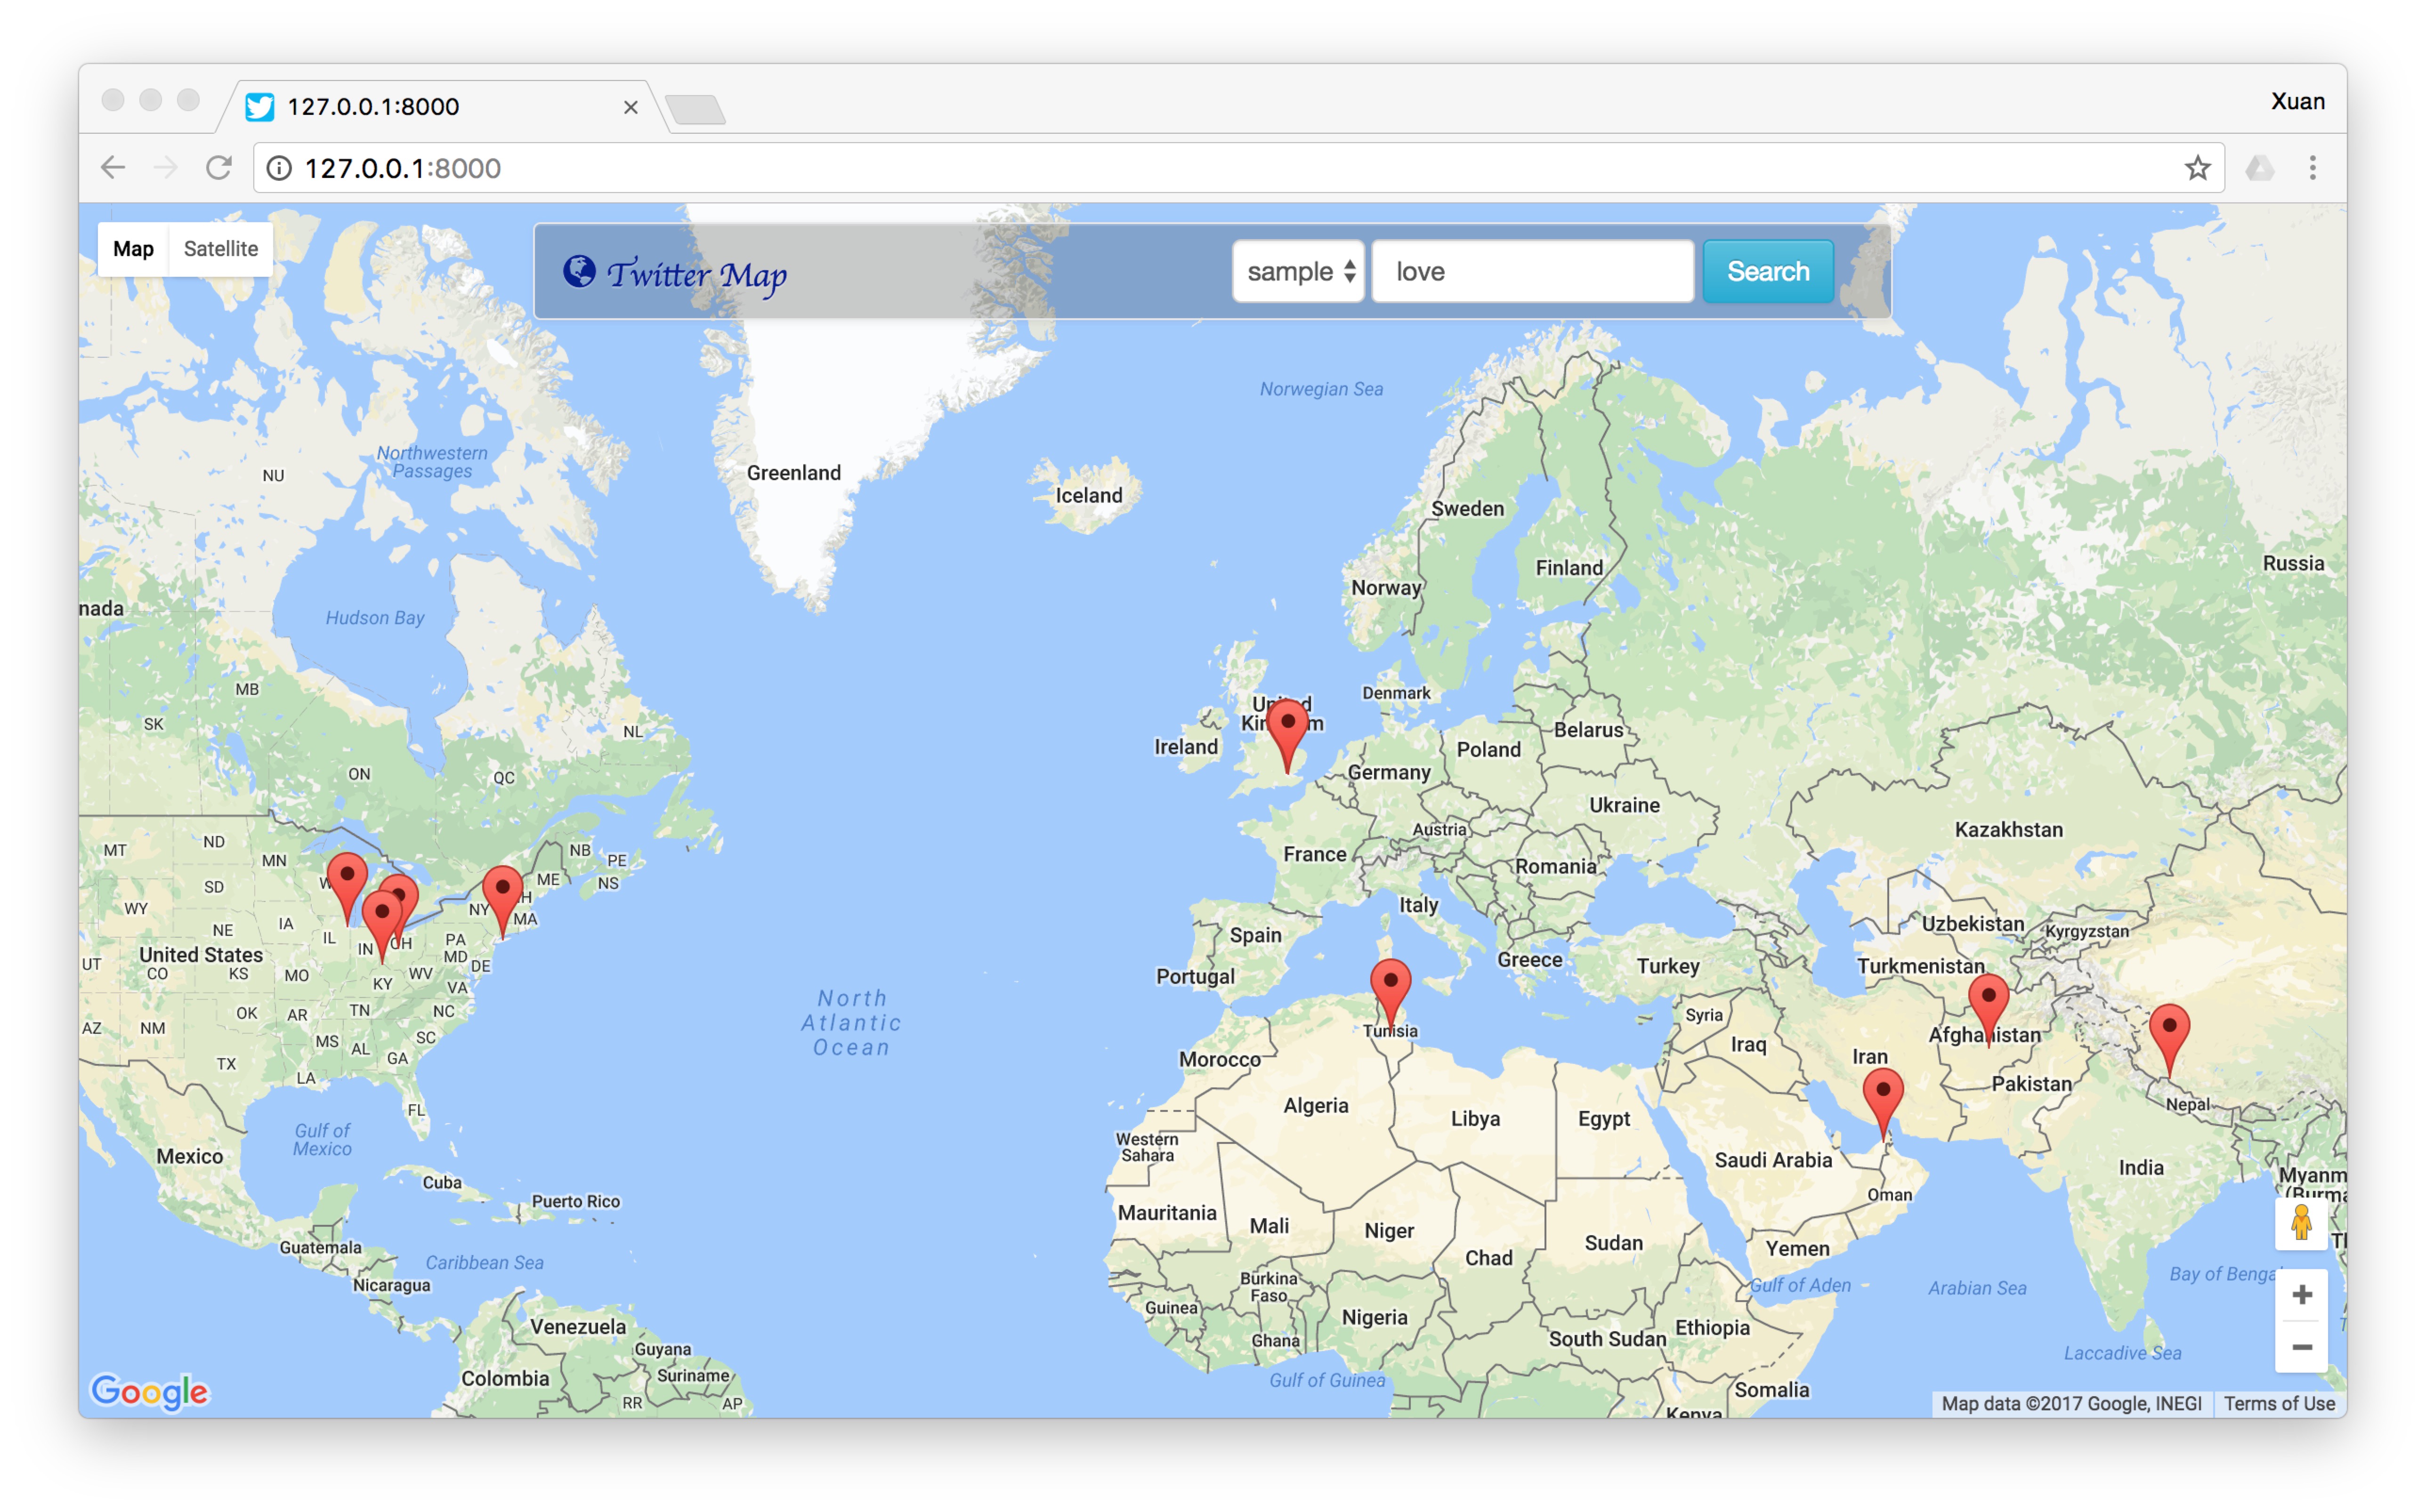 127.0.0.1:8000
Xuan
127.0.0.1:8000
Map
Satellite
Twitter Map
sample
love
Search
Norwegian Sea
Northwestern
Passages
NU
Greenland
Iceland
Sweden
Finland
Russia
Norway
nada
Hudson Bay
MB
Denmark
SK
NL
Ireland
Belarus
Poland
Germany
ON
QC
Ukraine
Austria
Kazakhstan
France
Romania
MT
ND
MN
NB
PE
ME
NS
SD
WY
NY
MA
Italy
Uzbekistan
Kyrgyzstan
NE
IA
IL
IN
PA
Spain
Greece
United States
MD
DE
Turkey
Turkmenistan
UT
CO
KS
MO
WV
Portugal
KY
VA
North
Atlantic
Ocean
OK
AR
TN
NC
Syria
AZ
NM
MS
AL
SC
Tunisia
Afghanistan
Iraq
Iran
GA
TX
LA
Morocco
Pakistan
FL
Algeria
Libya
Egypt
Nepal
Gulf of
Mexico
Western
Sahara
Mexico
Saudi Arabia
India
Myanm
(Burma
Cuba
Puerto Rico
Oman
Mauritania
Mali
Niger
Sudan
Yemen
Guatemala
Caribbean Sea
Chad
Nicaragua
Burkina
Faso
Gulf of Aden
Arabian Sea
Bay of Benga
Guinea
Nigeria
Venezuela
Ghana
South Sudan
Ethiopia
Guyana
Laccadive Sea
Colombia
Suriname
Gulf of Guinea
RR
AP
Somalia
Kenya
Google
Map data ©2017 Google, INEGI
Terms of Use